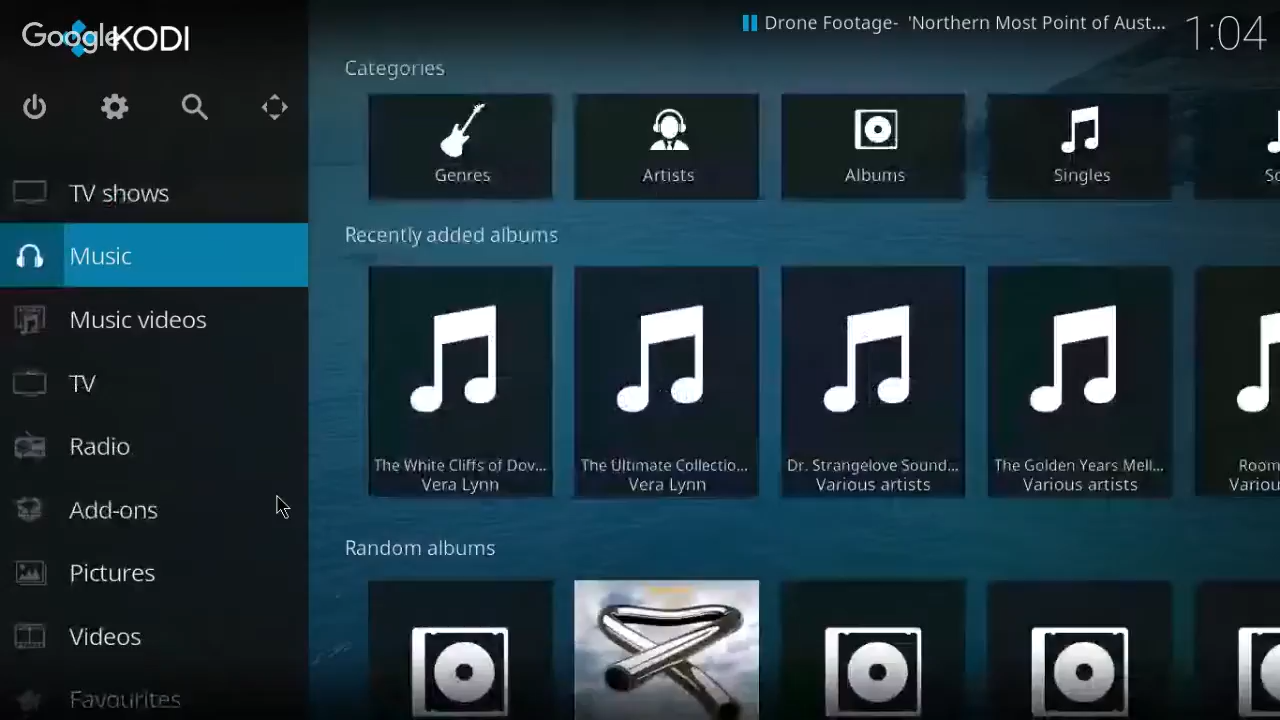 Google KODI
Drone Footage- 'Northern Most Point of Aust...
1:04
Categories
Genres
Artists
Albums
Singles
TV shows
Music
Music videos
TV
Radio
Add-ons
Pictures
Videos
Favourites
Recently added albums
The White Cliffs of Dov...
Vera Lynn
The Ultimate Collectio...
Vera Lynn
Dr. Strangelove Sound...
Various artists
The Golden Years Mell...
Various artists
Room
Variou
Random albums